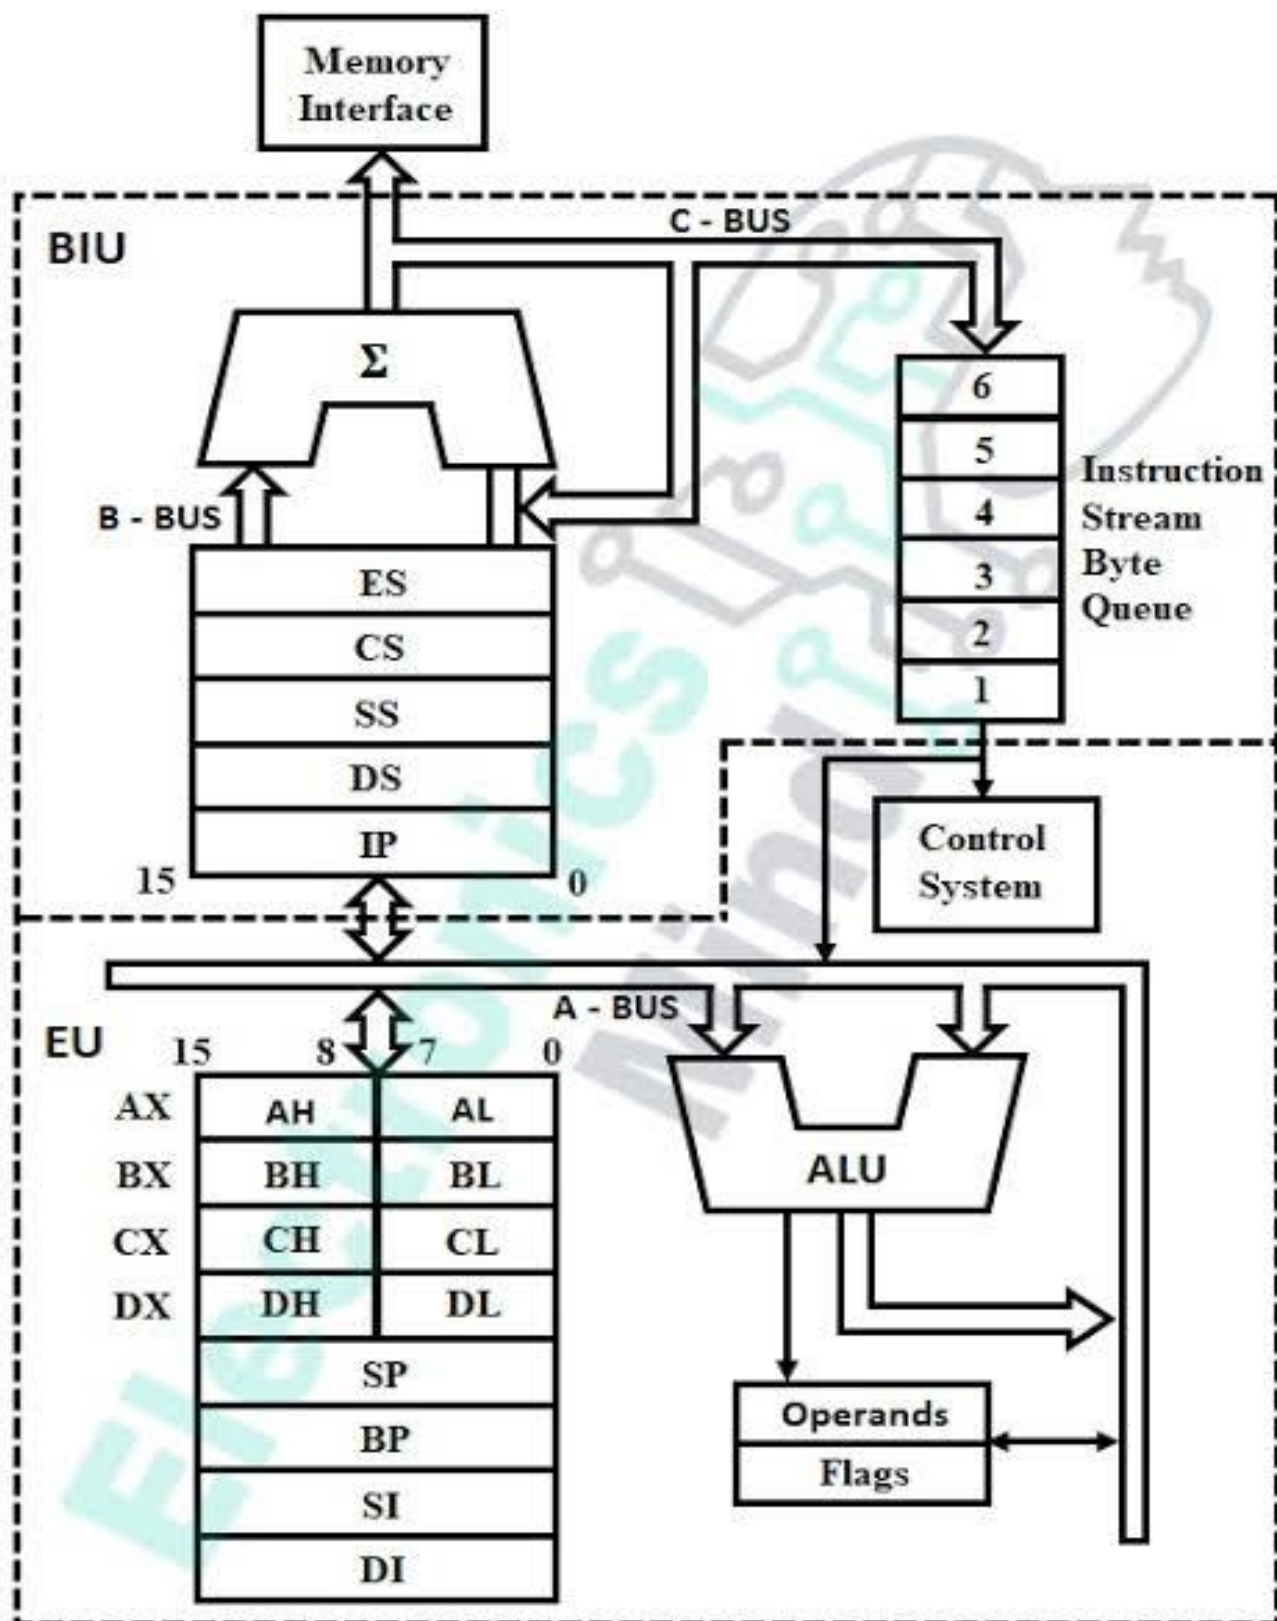 Memory
Interface
BIU
C - BUS
Σ
B - BUS
ES
CS
SS
DS
IP
15
0
6
5
4
3
2
1
Instruction
Stream
Byte
Queue
Control
System
A - BUS
EU
15
8
7
0
AX
AH
AL
BX
BH
BL
CX
CH
CL
DX
DH
DL
SP
BP
SI
DI
ALU
Operands
Flags
Electronics
Mind